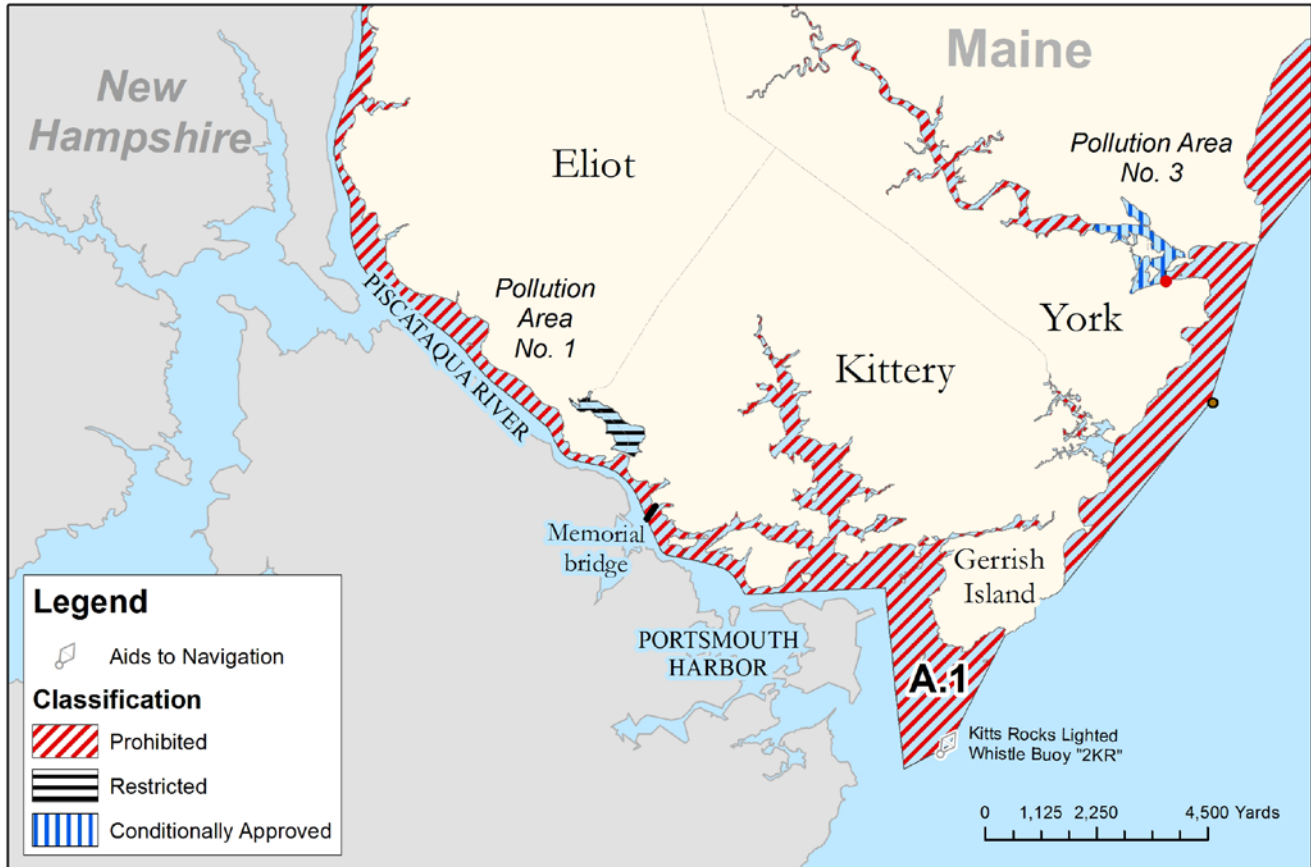 New
Hampshire
Maine
Eliot
Pollution Area
No. 3
Pollution
Area
No. 1
PISCATAQUA RIVER
York
Kittery
Memorial
bridge
Gerrish
Island
PORTSMOUTH
HARBOR
A.1
Kitts Rocks Lighted
Whistle Buoy "2KR"
Legend
Aids to Navigation
Classification
Prohibited
Restricted
Conditionally Approved
0 1,125 2,250 4,500 Yards